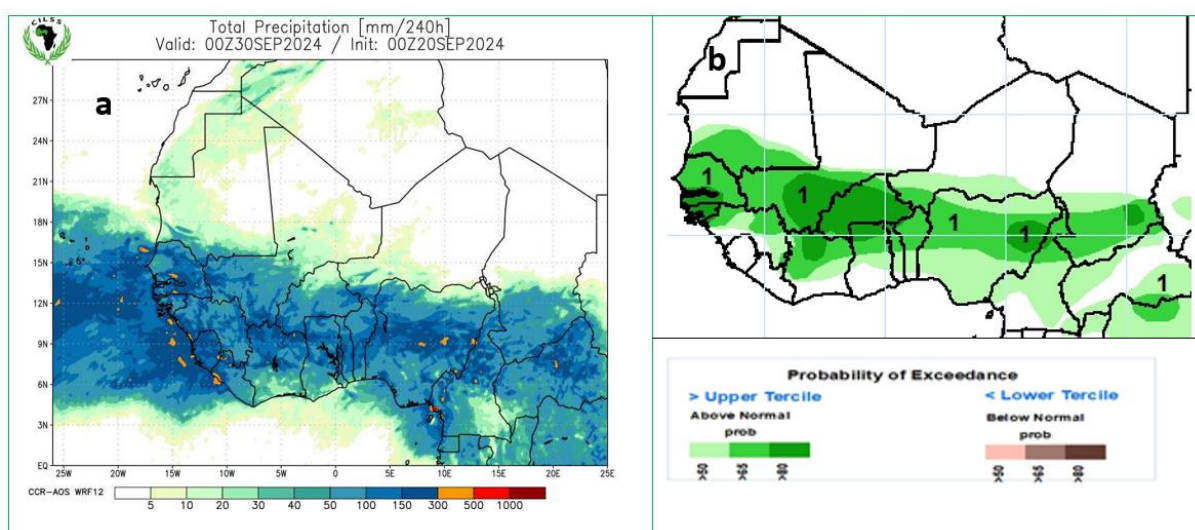 CILSS
Total Precipitation [mm/240h]
Valid: 00Z30SEP2024 / Init: 00Z20SEP2024
a
27N
24N
21N
18N
15N
12N
9N
6N
3N
EQ
25W 20W 15W 10W 5W 0 5E 10E 15E 20E 25E
CCR-AOS WRF12
5 10 20 30 40 50 100 150 300 500 1000
b
1
1
1
1
1
Probability of Exceedance
> Upper Tercile < Lower Tercile
Above Normal Below Normal
prob prob
>50 >65 >80 >50 >65 >80